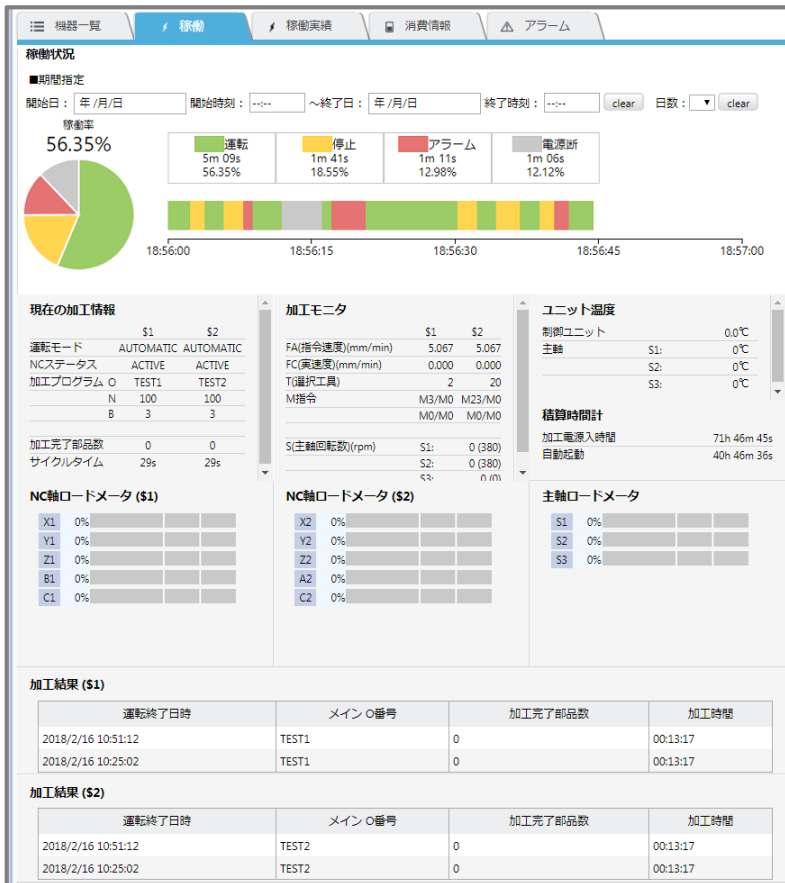 機器一覧 稼働 稼働実績 消費情報 アラーム
稼働状況
■期間指定
開始日： 年 /月/日 開始時刻： --:-- ～終了日： 年 /月/日 終了時刻： --:-- clear 日数： ▼ clear
稼働率
56.35%
運転 停止 アラーム 電源断
5m 09s 1m 41s 1m 11s 1m 06s
56.35% 18.55% 12.98% 12.12%
18:56:00 18:56:15 18:56:30 18:56:45 18:57:00
現在の加工情報
$1 $2
運転モード AUTOMATIC AUTOMATIC
NCステータス ACTIVE ACTIVE
加工プログラム O TEST1 TEST2
N 100 100
B 3 3
加工完了部品数 0 0
サイクルタイム 29s 29s
加工モニタ
$1 $2
FA(指令速度)(mm/min) 5.067 5.067
FC(実速度)(mm/min) 0.000 0.000
T(選択工具) 2 20
M指令 M3/M0 M23/M0
M0/M0 M0/M0
S(主軸回転数)(rpm) S1: 0 (380)
S2: 0 (380)
S3: 0 (0)
ユニット温度
制御ユニット 0.0℃
主軸 S1: 0℃
S2: 0℃
S3: 0℃
積算時間計
加工電源入時間 71h 46m 45s
自動起動 40h 46m 36s
NC軸ロードメータ ($1)
X1 0%
Y1 0%
Z1 0%
B1 0%
C1 0%
NC軸ロードメータ ($2)
X2 0%
Y2 0%
Z2 0%
A2 0%
C2 0%
主軸ロードメータ
S1 0%
S2 0%
S3 0%
加工結果 ($1)
運転終了日時 メイン O番号 加工完了部品数 加工時間
2018/2/16 10:51:12 TEST1 0 00:13:17
2018/2/16 10:25:02 TEST1 0 00:13:17
加工結果 ($2)
運転終了日時 メイン O番号 加工完了部品数 加工時間
2018/2/16 10:51:12 TEST2 0 00:13:17
2018/2/16 10:25:02 TEST2 0 00:13:17